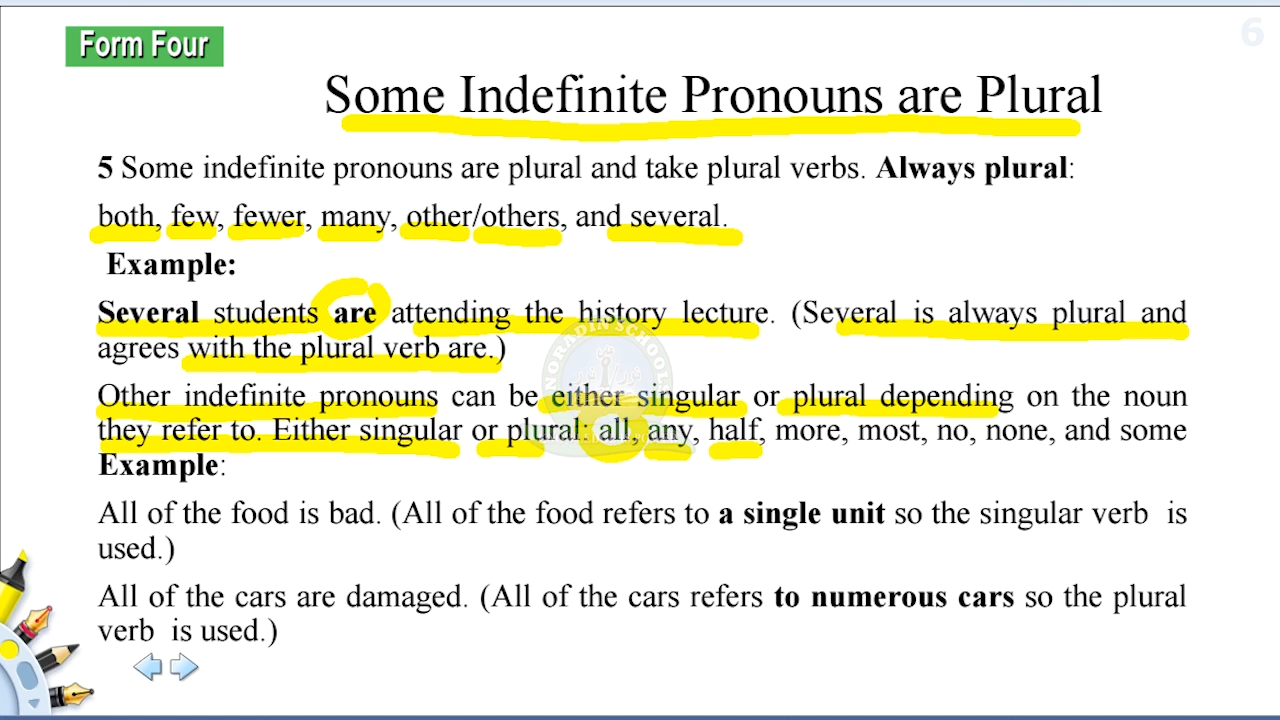 6
Form Four
Some Indefinite Pronouns are Plural
5 Some indefinite pronouns are plural and take plural verbs. Always plural:
both, few, fewer, many, other/others, and several.
Example:
Several students are attending the history lecture. (Several is always plural and
agrees with the plural verb are.)
Other indefinite pronouns can be either singular or plural depending on the noun
they refer to. Either singular or plural: all, any, half, more, most, no, none, and some
Example:
All of the food is bad. (All of the food refers to a single unit so the singular verb is
used.)
All of the cars are damaged. (All of the cars refers to numerous cars so the plural
verb is used.)
NORADIN SCHOOLS